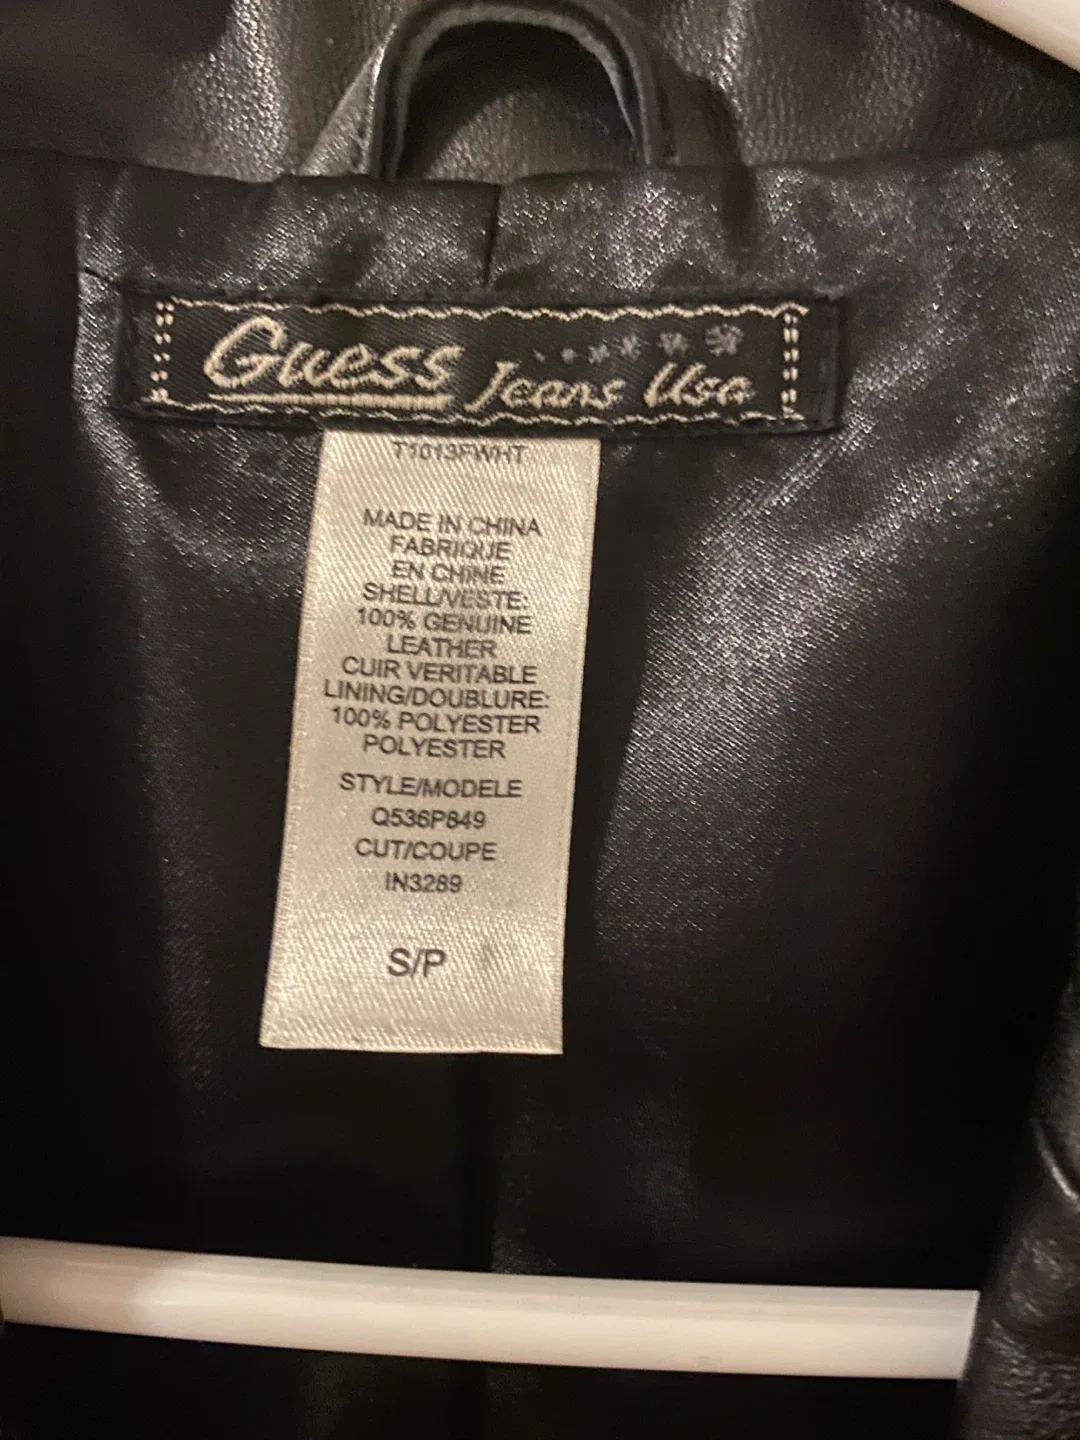 Guess Jeans Usa
T1013FWHT
MADE IN CHINA
FABRIQUE
EN CHINE
SHELL/VESTE:
100% GENUINE
LEATHER
CUIR VERITABLE
LINING/DOUBLURE:
100% POLYESTER
POLYESTER
STYLE/MODELE
Q536P849
CUT/COUPE
IN3289
S/P